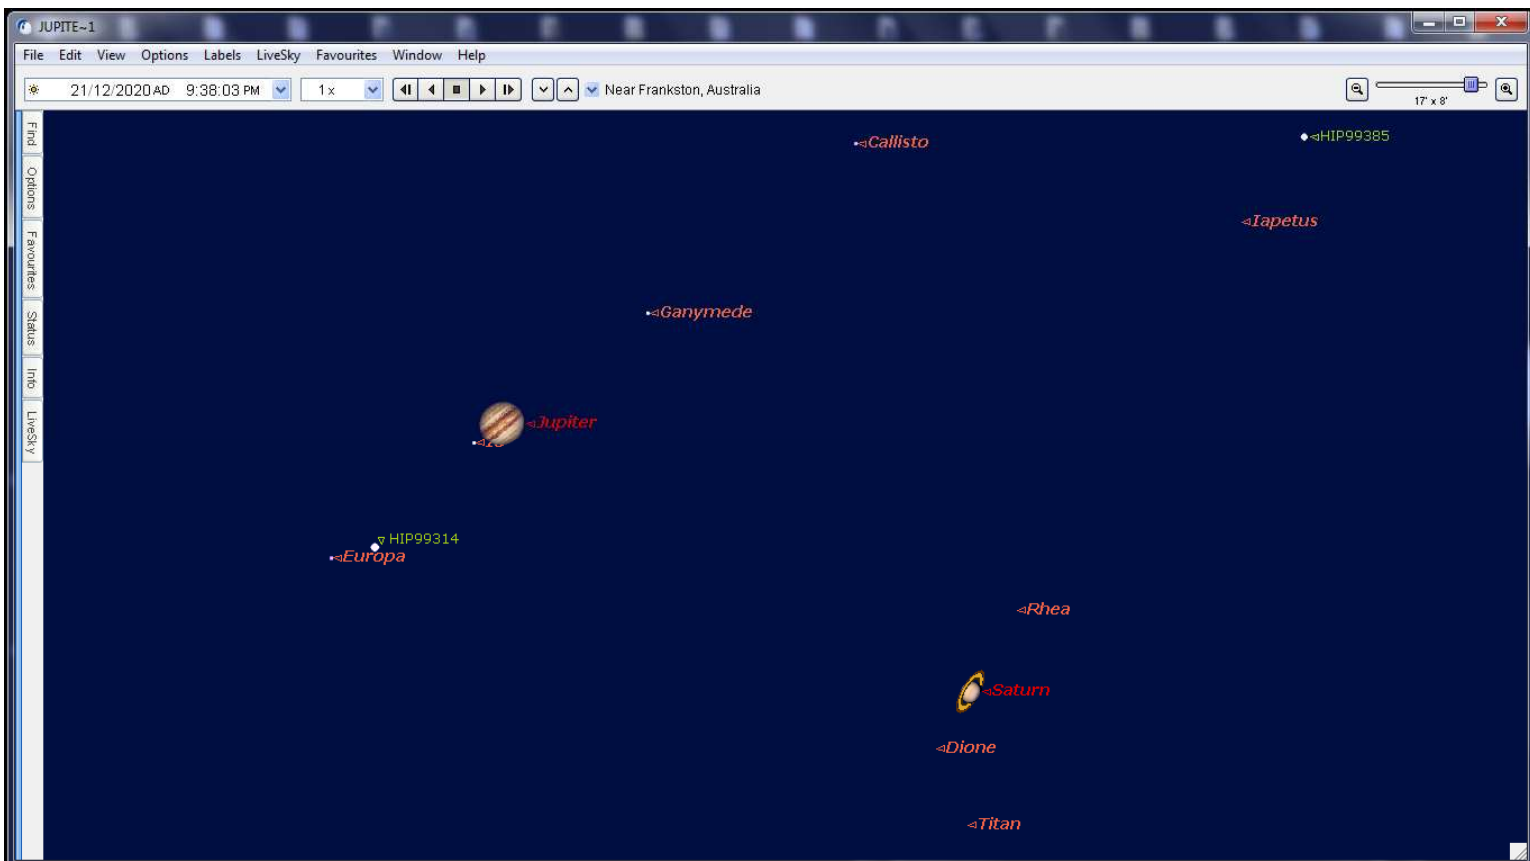 JUPITE~1
File Edit View Options Labels LiveSky Favourites Window Help
21/12/2020 AD 9:38:03 PM 1x Near Frankston, Australia 17' x 8'
Find
Options
Favourites
Status
Info
LiveSky
Callisto
HIP99385
Iapetus
Ganymede
Jupiter
Io
HIP99314
Europa
Rhea
Saturn
Dione
Titan